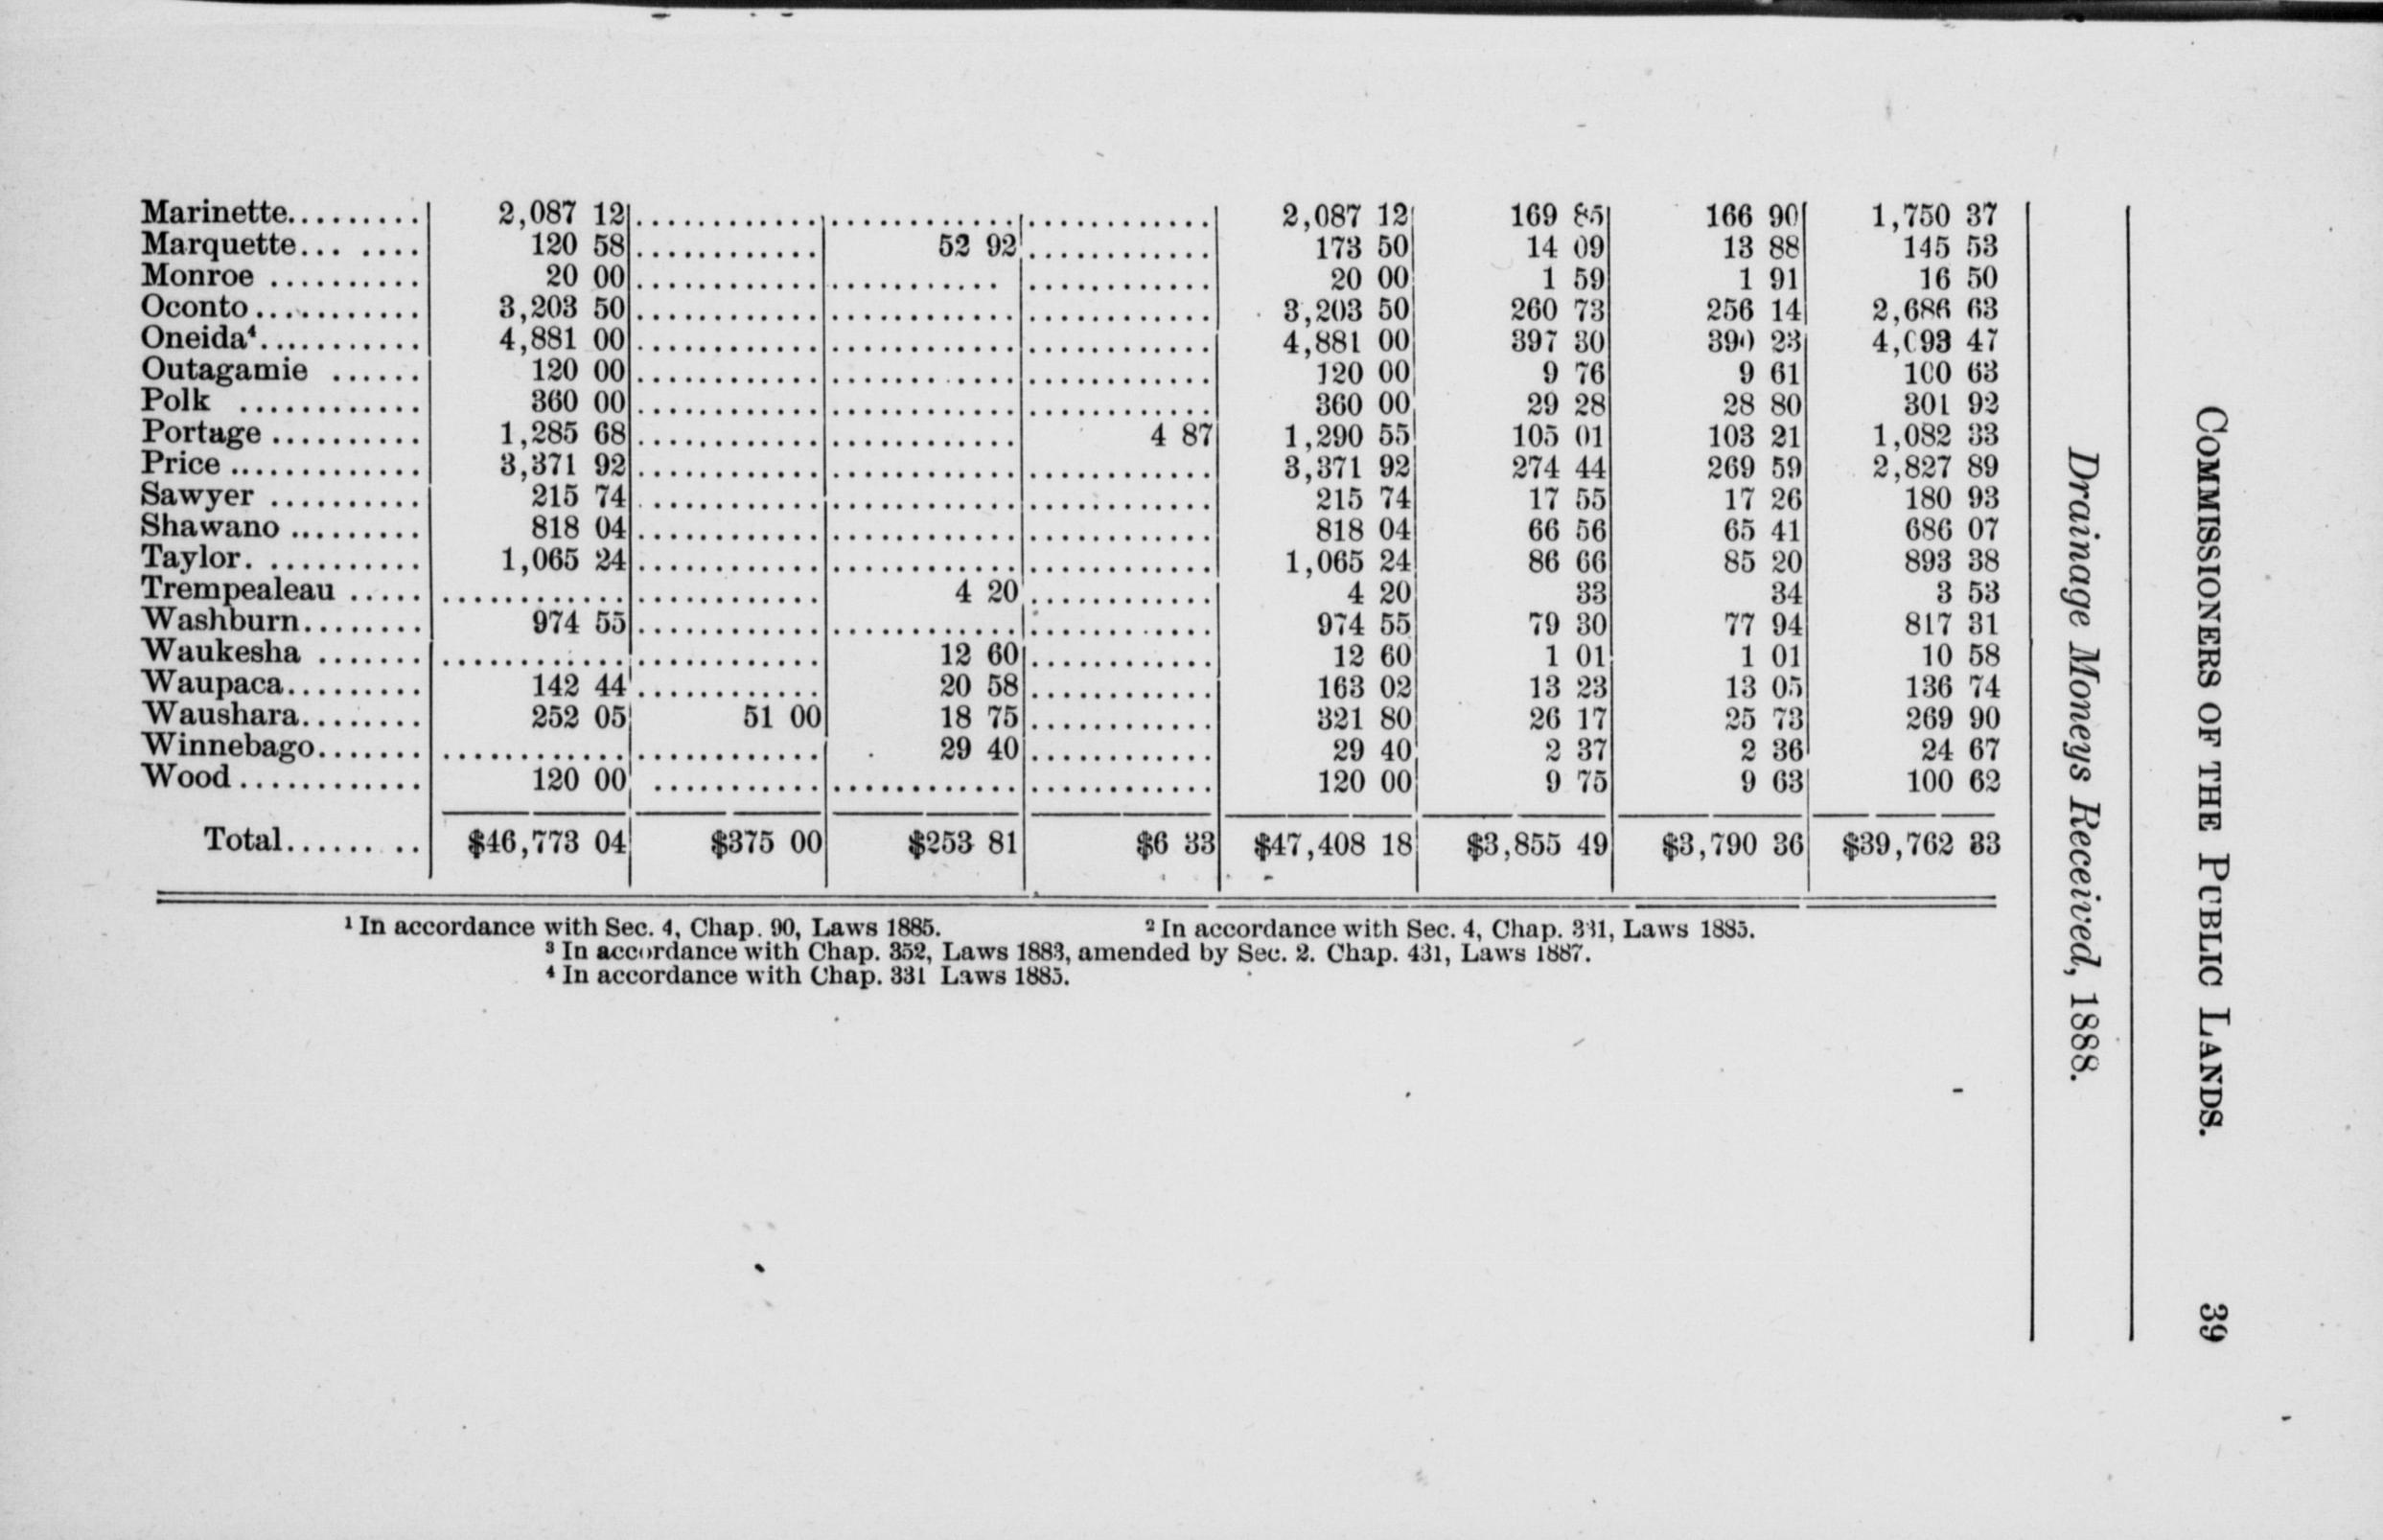 COMMISSIONERS OF THE PUBLIC LANDS. 39
Drainage Moneys Received, 1888.
Marinette......... 2,087 12 ............ ............ ............ 2,087 12 169 85 166 90 1,750 37
Marquette... .... 120 58 ............ 52 92 ............ 173 50 14 09 13 88 145 53
Monroe .......... 20 00 ............ ........... ............ 20 00 1 59 1 91 16 50
Oconto........... 3,203 50 ............ ............ ............ 3,203 50 260 73 256 14 2,686 63
Oneida⁴........... 4,881 00 ............ ............ ............ 4,881 00 397 30 390 23 4,093 47
Outagamie ...... 120 00 ............ ............ ............ 120 00 9 76 9 61 100 63
Polk ............ 360 00 ............ ............ ............ 360 00 29 28 28 80 301 92
Portage.......... 1,285 68 ............ ............ 4 87 1,290 55 105 01 103 21 1,082 33
Price............. 3,371 92 ............ ............ ............ 3,371 92 274 44 269 59 2,827 89
Sawyer .......... 215 74 ............ ............ ............ 215 74 17 55 17 26 180 93
Shawano ......... 818 04 ............ ............ ............ 818 04 66 56 65 41 686 07
Taylor. .......... 1,065 24 ............ ............ ............ 1,065 24 86 66 85 20 893 38
Trempealeau ..... ............ ............ 4 20 ............ 4 20 33 34 3 53
Washburn........ 974 55 ............ ............ ............ 974 55 79 30 77 94 817 31
Waukesha ....... ............ ............ 12 60 ............ 12 60 1 01 1 01 10 58
Waupaca......... 142 44 ............ 20 58 ............ 163 02 13 23 13 05 136 74
Waushara........ 252 05 51 00 18 75 ............ 321 80 26 17 25 73 269 90
Winnebago....... ............ ............ 29 40 ............ 29 40 2 37 2 36 24 67
Wood............ 120 00 ........... ............ ............ 120 00 9 75 9 63 100 62
Total........ $46,773 04 $375 00 $253 81 $6 33 $47,408 18 $3,855 49 $3,790 36 $39,762 33
¹ In accordance with Sec. 4, Chap. 90, Laws 1885. ² In accordance with Sec. 4, Chap. 331, Laws 1885.
³ In accordance with Chap. 352, Laws 1883, amended by Sec. 2. Chap. 431, Laws 1887.
⁴ In accordance with Chap. 331 Laws 1885.